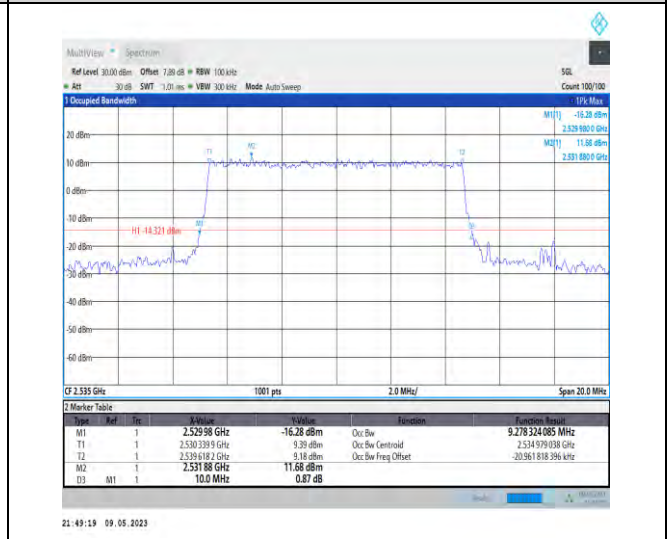 MultiView Spectrum
Ref Level 30.00 dBm Offset 7.89 dB RBW 100 kHz SGL
Att 30 dB SWT 1.01 ms VBW 300 kHz Mode Auto Sweep Count 100/100
1 Occupied Bandwidth 1Pk Max
M1[1] -16.28 dBm
2.529 980 0 GHz
M2[1] 11.68 dBm
2.531 880 0 GHz
20 dBm
T1 M2 T2
10 dBm
0 dBm
-10 dBm
M1
H1 -14.321 dBm
-20 dBm
-30 dBm
-40 dBm
-50 dBm
-60 dBm
CF 2.535 GHz 1001 pts 2.0 MHz/ Span 20.0 MHz
2 Marker Table
Type Ref Trc X-Value Y-Value Function Function Result
M1 1 2.529 98 GHz -16.28 dBm Occ Bw 9.278 324 085 MHz
T1 1 2.530 339 9 GHz 9.39 dBm Occ Bw Centroid 2.534 979 038 GHz
T2 1 2.539 618 2 GHz 9.18 dBm Occ Bw Freq Offset -20.961 818 396 kHz
M2 1 2.531 88 GHz 11.68 dBm
D3 M1 1 10.0 MHz 0.87 dB
21:49:19 09.05.2023